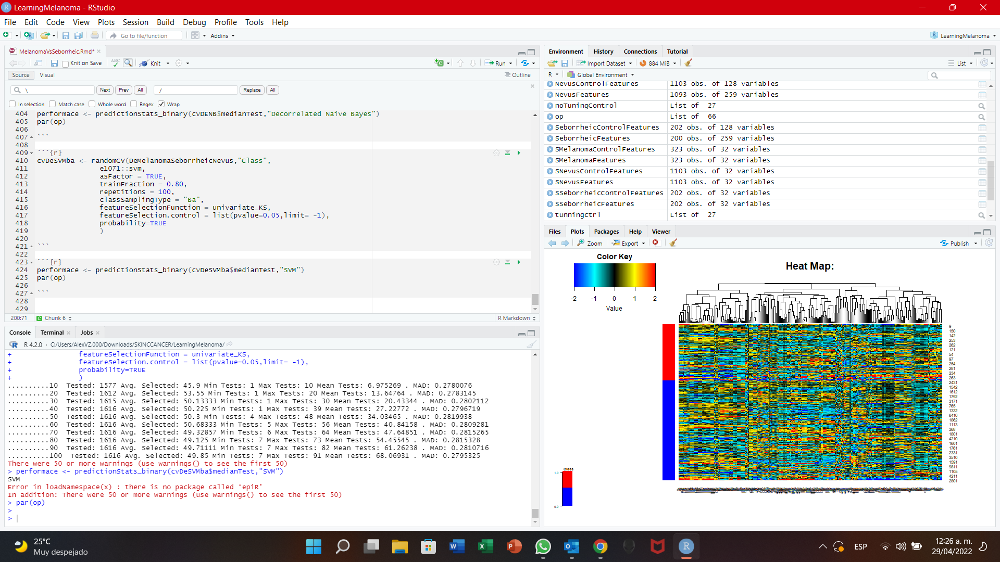 LearningMelanoma - RStudio
File Edit Code View Plots Session Build Debug Profile Tools Help
Go to file/function Addins LearningMelanoma
MelanomaVsSeborrheic.Rmd*
Knit on Save ABC Knit Run
Source Visual Outline
\ Next Prev All / Replace All
In selection Match case Whole word Regex Wrap
404 performace <- predictionStats_binary(cvDENB$medianTest,"Decorrelated Naive Bayes")
405 par(op)
406
407 ```
408
409 ```{r}
410 cvDeSVMba <- randomCV(DeMelanomaSeborrheicNevus,"Class",
411 e1071::svm,
412 asFactor = TRUE,
413 trainFraction = 0.80,
414 repetitions = 100,
415 classSamplingType = "Ba",
416 featureSelectionFunction = univariate_KS,
417 featureSelection.control = list(pvalue=0.05,limit= -1),
418 probability=TRUE
419 )
420
421 ```
422
423 ```{r}
424 performace <- predictionStats_binary(cvDeSVMba$medianTest,"SVM")
425 par(op)
426
427 ```
428
429
200:71 Chunk 6 R Markdown
Console Terminal Jobs
R 4.2.0 · C:/Users/AlexVZ.000/Downloads/SKINCCANCER/LearningMelanoma/
+ featureSelectionFunction = univariate_KS,
+ featureSelection.control = list(pvalue=0.05,limit= -1),
+ probability=TRUE
+ )
..........10 Tested: 1577 Avg. Selected: 45.9 Min Tests: 1 Max Tests: 10 Mean Tests: 6.975269 . MAD: 0.2780076
..........20 Tested: 1612 Avg. Selected: 53.55 Min Tests: 1 Max Tests: 20 Mean Tests: 13.64764 . MAD: 0.2783145
..........30 Tested: 1615 Avg. Selected: 50.13333 Min Tests: 1 Max Tests: 30 Mean Tests: 20.43344 . MAD: 0.2802112
..........40 Tested: 1616 Avg. Selected: 50.225 Min Tests: 1 Max Tests: 39 Mean Tests: 27.22772 . MAD: 0.2796719
..........50 Tested: 1616 Avg. Selected: 50.3 Min Tests: 4 Max Tests: 48 Mean Tests: 34.03465 . MAD: 0.2819938
..........60 Tested: 1616 Avg. Selected: 50.68333 Min Tests: 5 Max Tests: 56 Mean Tests: 40.84158 . MAD: 0.2809281
..........70 Tested: 1616 Avg. Selected: 49.32857 Min Tests: 6 Max Tests: 64 Mean Tests: 47.64851 . MAD: 0.2815265
..........80 Tested: 1616 Avg. Selected: 49.125 Min Tests: 7 Max Tests: 73 Mean Tests: 54.45545 . MAD: 0.2815328
..........90 Tested: 1616 Avg. Selected: 49.71111 Min Tests: 7 Max Tests: 82 Mean Tests: 61.26238 . MAD: 0.2810716
..........100 Tested: 1616 Avg. Selected: 49.85 Min Tests: 7 Max Tests: 91 Mean Tests: 68.06931 . MAD: 0.2795325
There were 50 or more warnings (use warnings() to see the first 50)
> performace <- predictionStats_binary(cvDeSVMba$medianTest,"SVM")
SVM
Error in loadNamespace(x) : there is no package called ‘epiR’
In addition: There were 50 or more warnings (use warnings() to see the first 50)
> par(op)
>
>
Environment History Connections Tutorial
Import Dataset 884 MiB List
R Global Environment
NevusControlFeatures 1103 obs. of 128 variables
NevusFeatures 1093 obs. of 259 variables
noTuningControl List of 27
op List of 66
SeborrheicControlFeatures 202 obs. of 128 variables
SeborrheicFeatures 200 obs. of 259 variables
SMelanomaControlFeatures 323 obs. of 32 variables
SMelanomaFeatures 323 obs. of 32 variables
SNevusControlFeatures 1103 obs. of 32 variables
SNevusFeatures 1103 obs. of 32 variables
SSeborrheicControlFeatures 202 obs. of 32 variables
SSeborrheicFeatures 202 obs. of 32 variables
tunningctrl List of 27
Files Plots Packages Help Viewer
Zoom Export Publish
Color Key
-2 -1 0 1 2
Value
Heat Map:
9
150
142
253
262
121
54
97
254
281
234
263
2431
1542
1612
1792
3171
765
1332
6410
1862
1113
368
1801
4210
1601
1761
2331
3510
1591
9811
1105
4211
2801
Class
1.0
0.0
25°C
Muy despejado
ESP
12:26 a. m.
29/04/2022